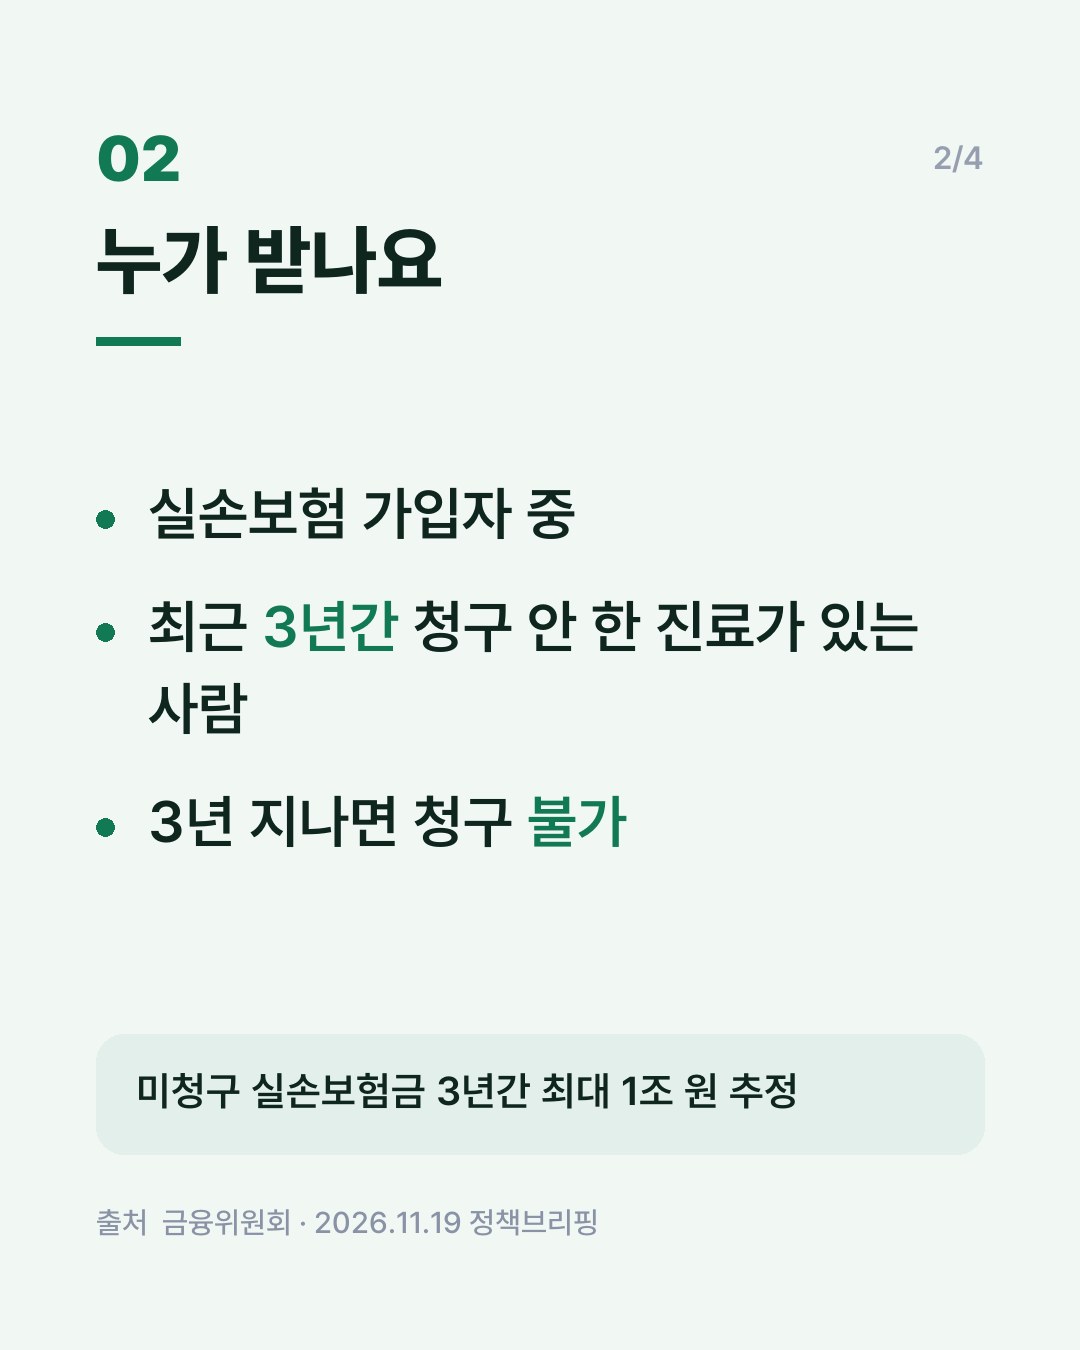 02
2/4
누가 받나요
실손보험 가입자 중
최근 3년간 청구 안 한 진료가 있는
사람
3년 지나면 청구 불가
미청구 실손보험금 3년간 최대 1조 원 추정
출처 금융위원회 · 2026.11.19 정책브리핑